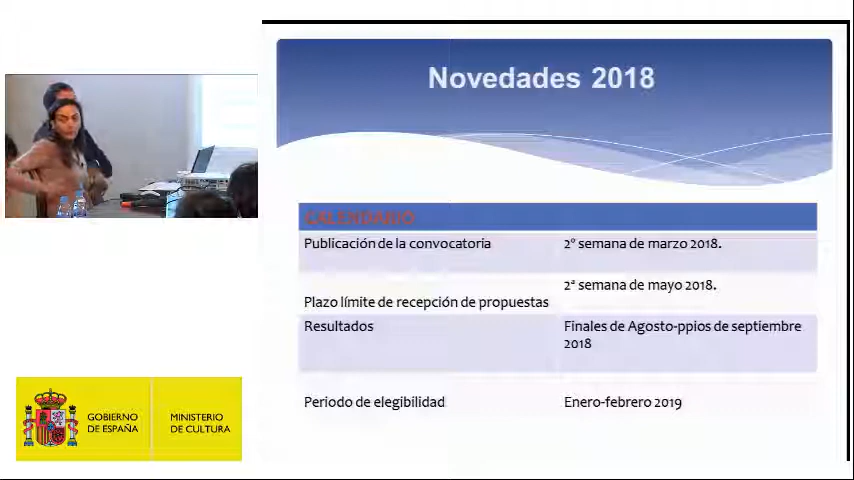 Novedades 2018
CALENDARIO
Publicación de la convocatoria
2º semana de marzo 2018.
2ª semana de mayo 2018.
Plazo límite de recepción de propuestas
Resultados
Finales de Agosto-ppios de septiembre
2018
Periodo de elegibilidad
Enero-febrero 2019
GOBIERNO
DE ESPAÑA
MINISTERIO
DE CULTURA